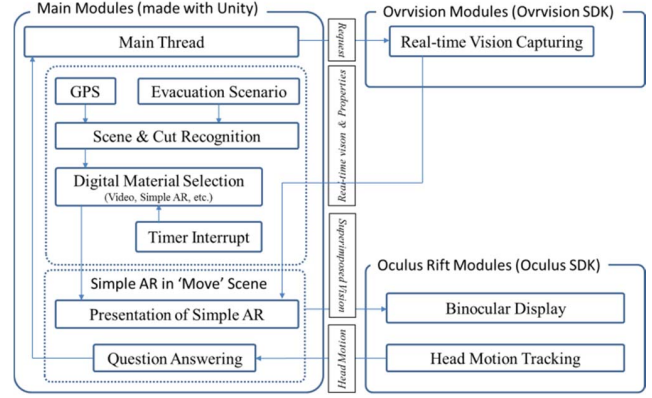 Main Modules (made with Unity)
Main Thread
GPS
Evacuation Scenario
Scene & Cut Recognition
Digital Material Selection
(Video, Simple AR, etc.)
Timer Interrupt
Simple AR in ‘Move’ Scene
Presentation of Simple AR
Question Answering
Request
Real-time vison & Properties
Superimposed Vision
Head Motion
Ovrvision Modules (Ovrvision SDK)
Real-time Vision Capturing
Oculus Rift Modules (Oculus SDK)
Binocular Display
Head Motion Tracking